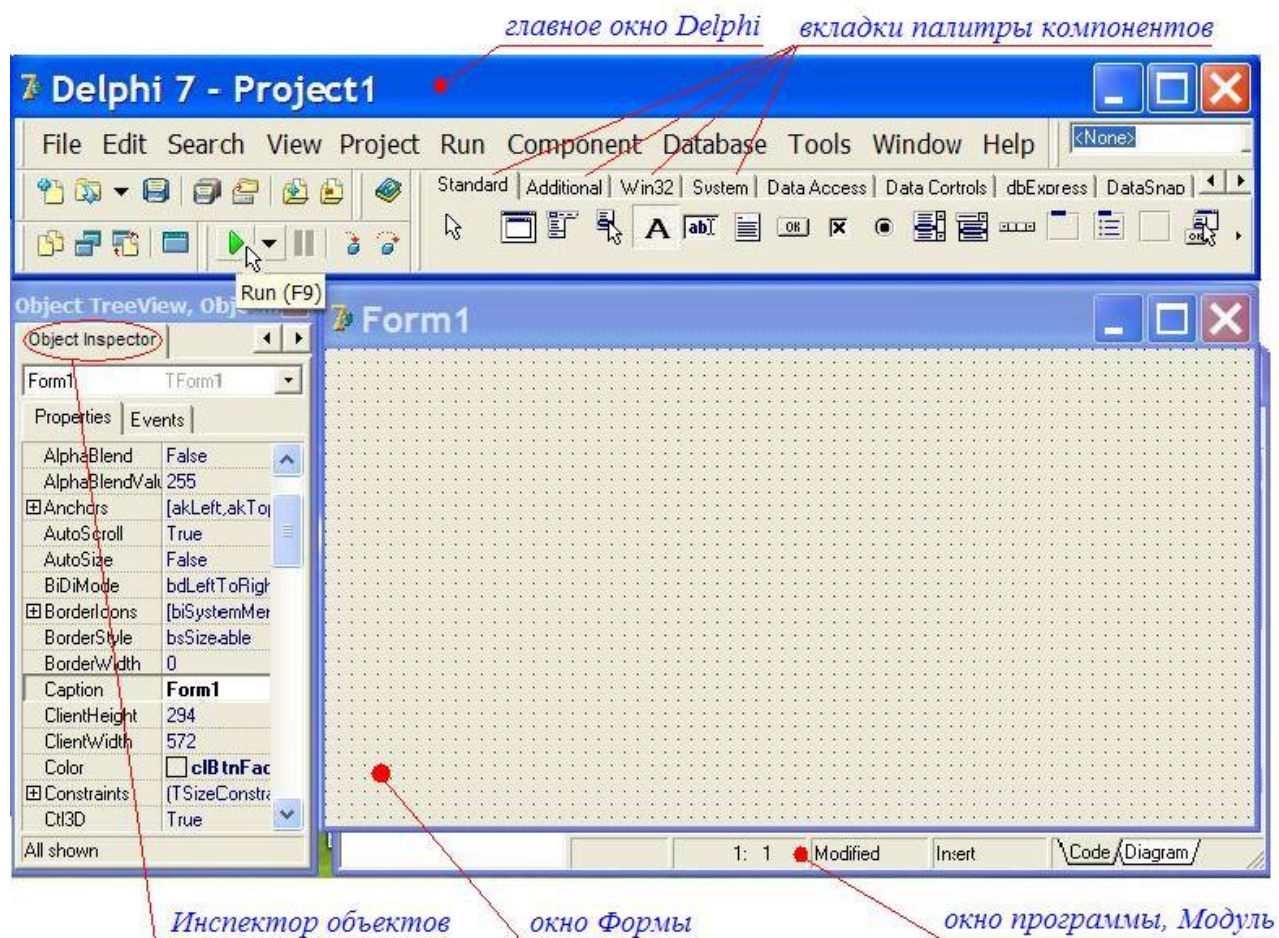 главное окно Delphi вкладки палитры компонентов
Delphi 7 - Project1
File Edit Search View Project Run Component Database Tools Window Help <None>
Standard Additional Win32 System Data Access Data Cortrols dbExpress DataSnap
Run (F9)
Object TreeView, Obje
Form1
Object Inspector
Form1 TForm1
Properties Events
AlphaBlend False
AlphaBlendValu 255
Anchors [akLeft,akTop
AutoScroll True
AutoSize False
BiDiMode bdLeftToRigh
BorderIcons [biSystemMen
BorderStyle bsSizeable
BorderWidth 0
Caption Form1
ClientHeight 294
ClientWidth 572
Color clBtnFac
Constraints (TSizeConstra
Ctl3D True
All shown
1: 1 Modified Insert Code Diagram
Инспектор объектов окно Формы окно программы, Модуль